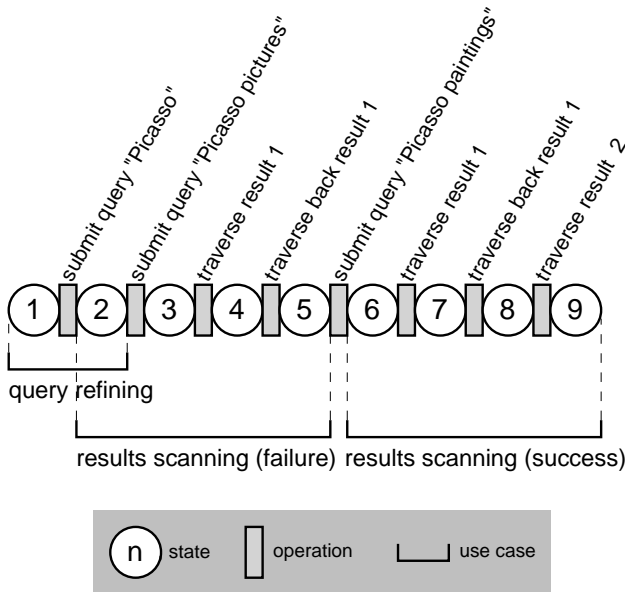 submit query "Picasso"
submit query "Picasso pictures"
traverse result 1
traverse back result 1
submit query "Picasso paintings"
traverse result 1
traverse back result 1
traverse result 2
1 2 3 4 5 6 7 8 9
query refining
results scanning (failure) results scanning (success)
n state operation use case